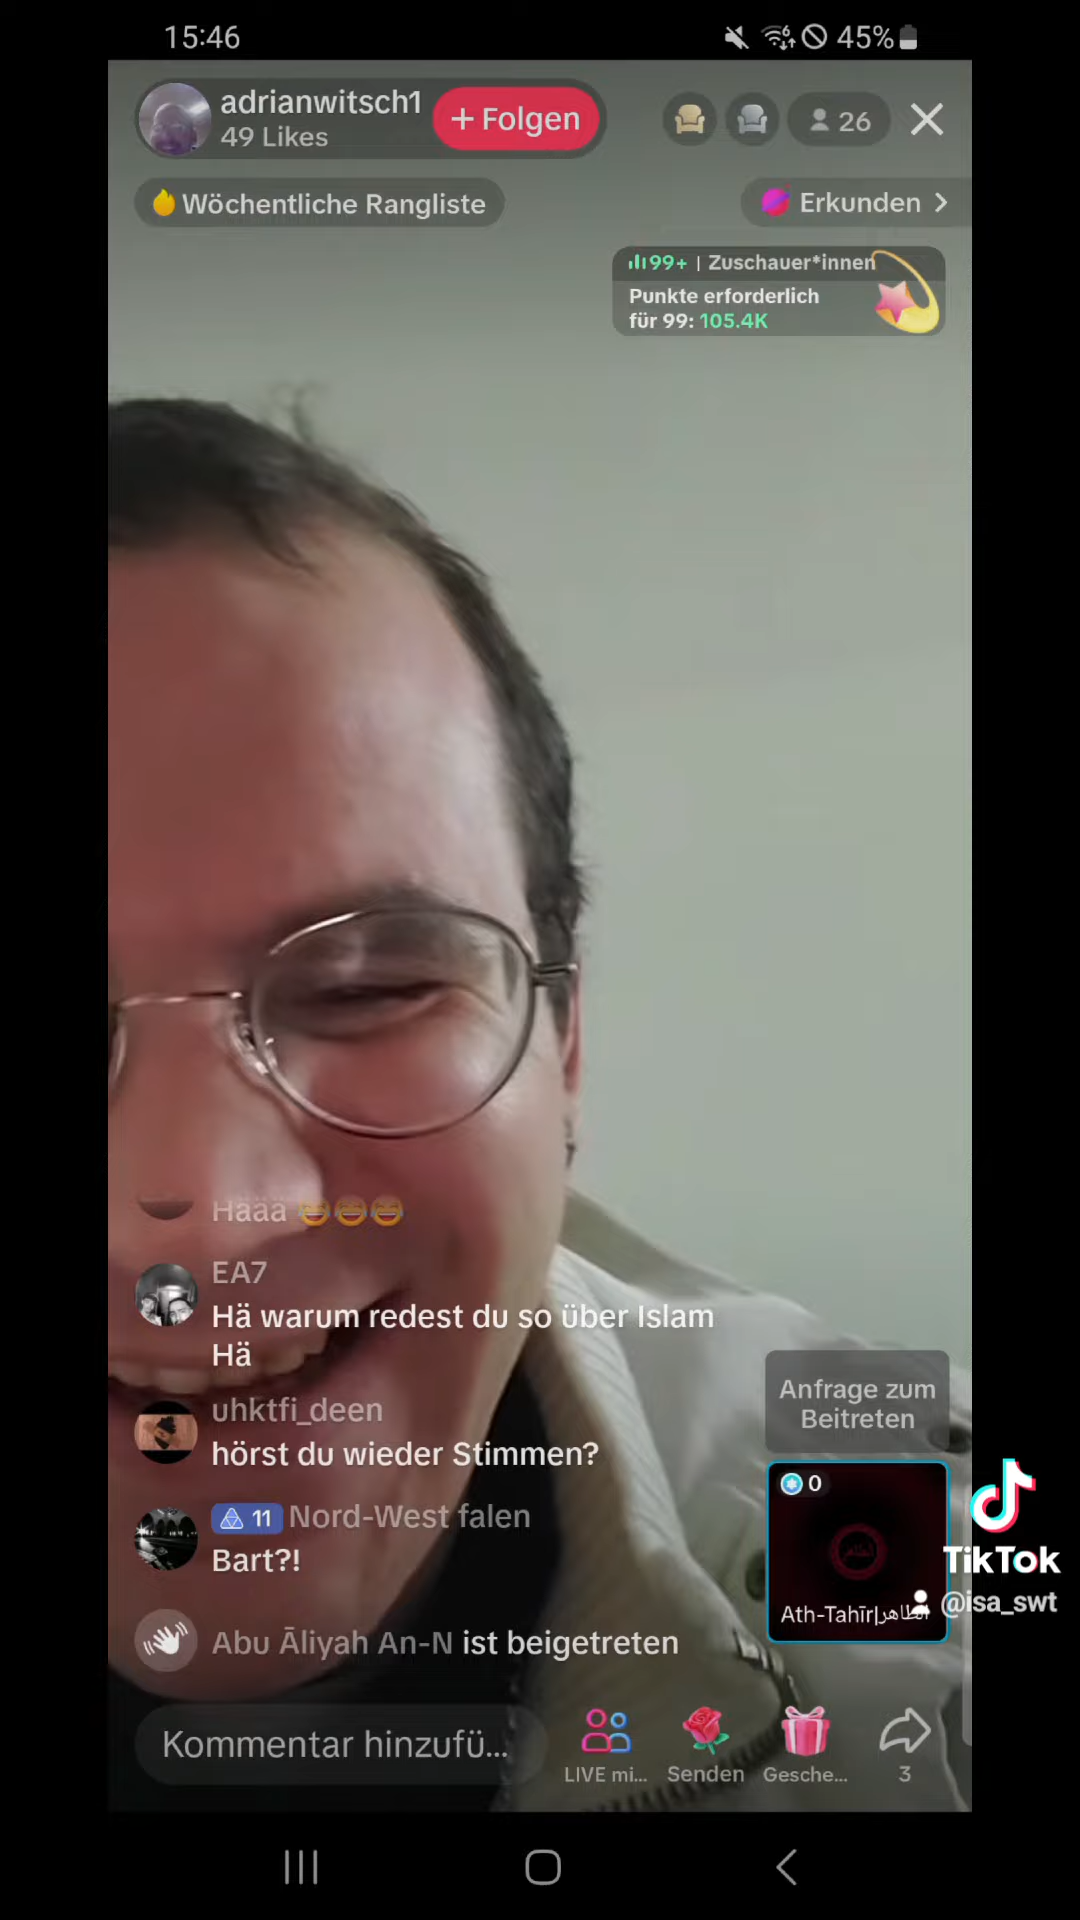 15:46
45%
adrianwitsch1
49 Likes
+ Folgen
26
Wöchentliche Rangliste
Erkunden
99+ | Zuschauer*innen
Punkte erforderlich
für 99: 105.4K
Häää 😂😂😂
EA7
Hä warum redest du so über Islam
Hä
uhktfi_deen
hörst du wieder Stimmen?
11 Nord-West falen
Bart?!
Abu Āliyah An-N ist beigetreten
Anfrage zum
Beitreten
0
Ath-Tahīr|الطاهر
TikTok
@isa_swt
Kommentar hinzufü...
LIVE mi...
Senden
Gesche...
3